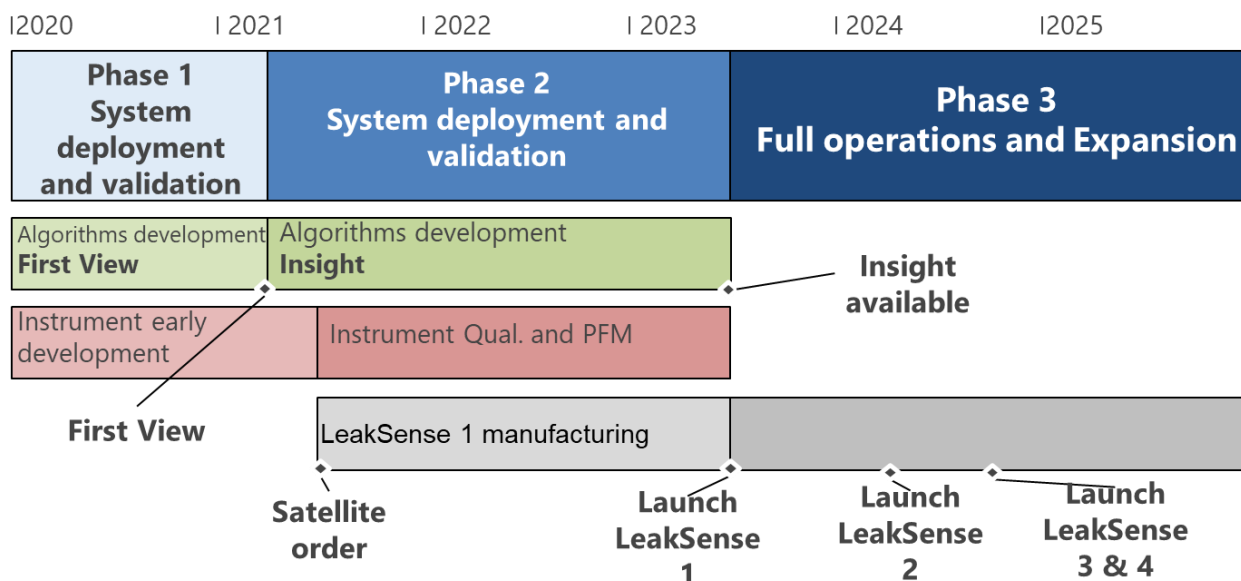 |2020 |2021 |2022 |2023 |2024 |2025
Phase 1
System
deployment
and validation
Phase 2
System deployment and
validation
Phase 3
Full operations and Expansion
Algorithms development
First View
Algorithms development
Insight
Insight
available
Instrument early
development
Instrument Qual. and PFM
First View
LeakSense 1 manufacturing
Satellite
order
Launch
LeakSense
1
Launch
LeakSense
2
Launch
LeakSense
3 & 4